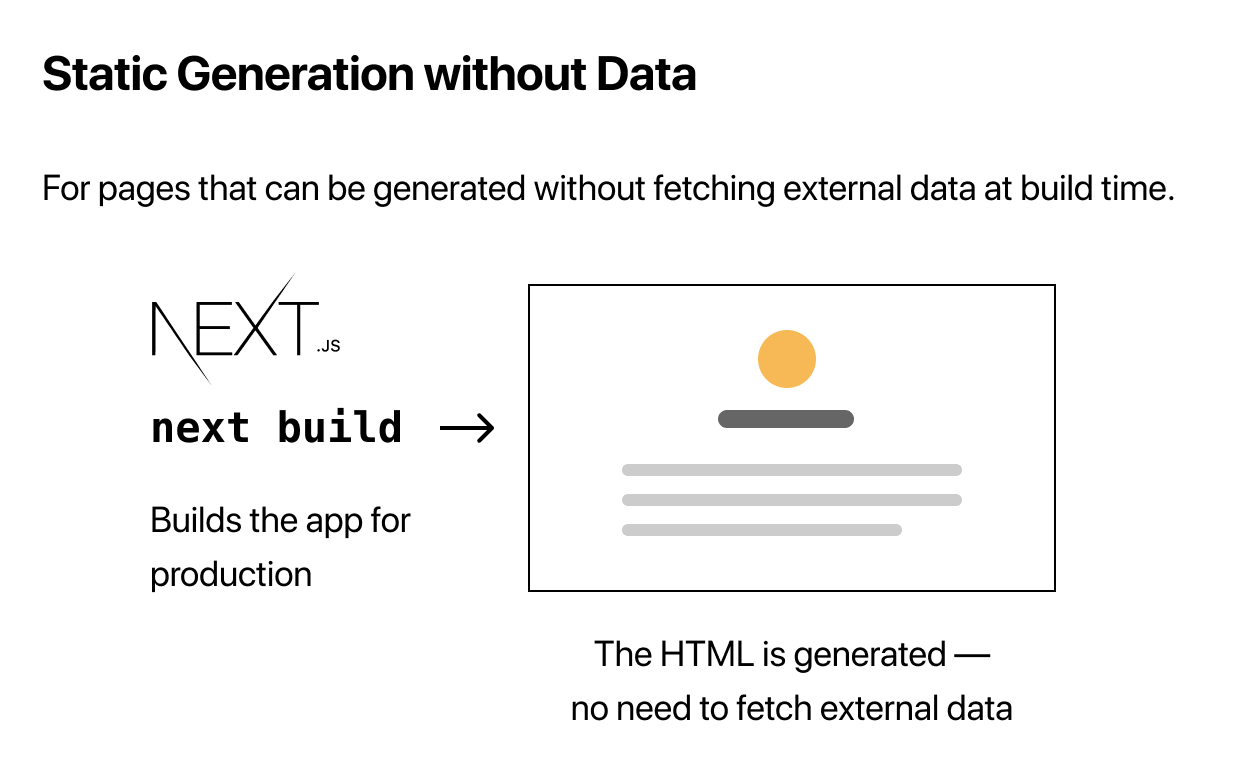 Static Generation without Data
For pages that can be generated without fetching external data at build time.
NEXT.JS
next build
Builds the app for
production
The HTML is generated —
no need to fetch external data